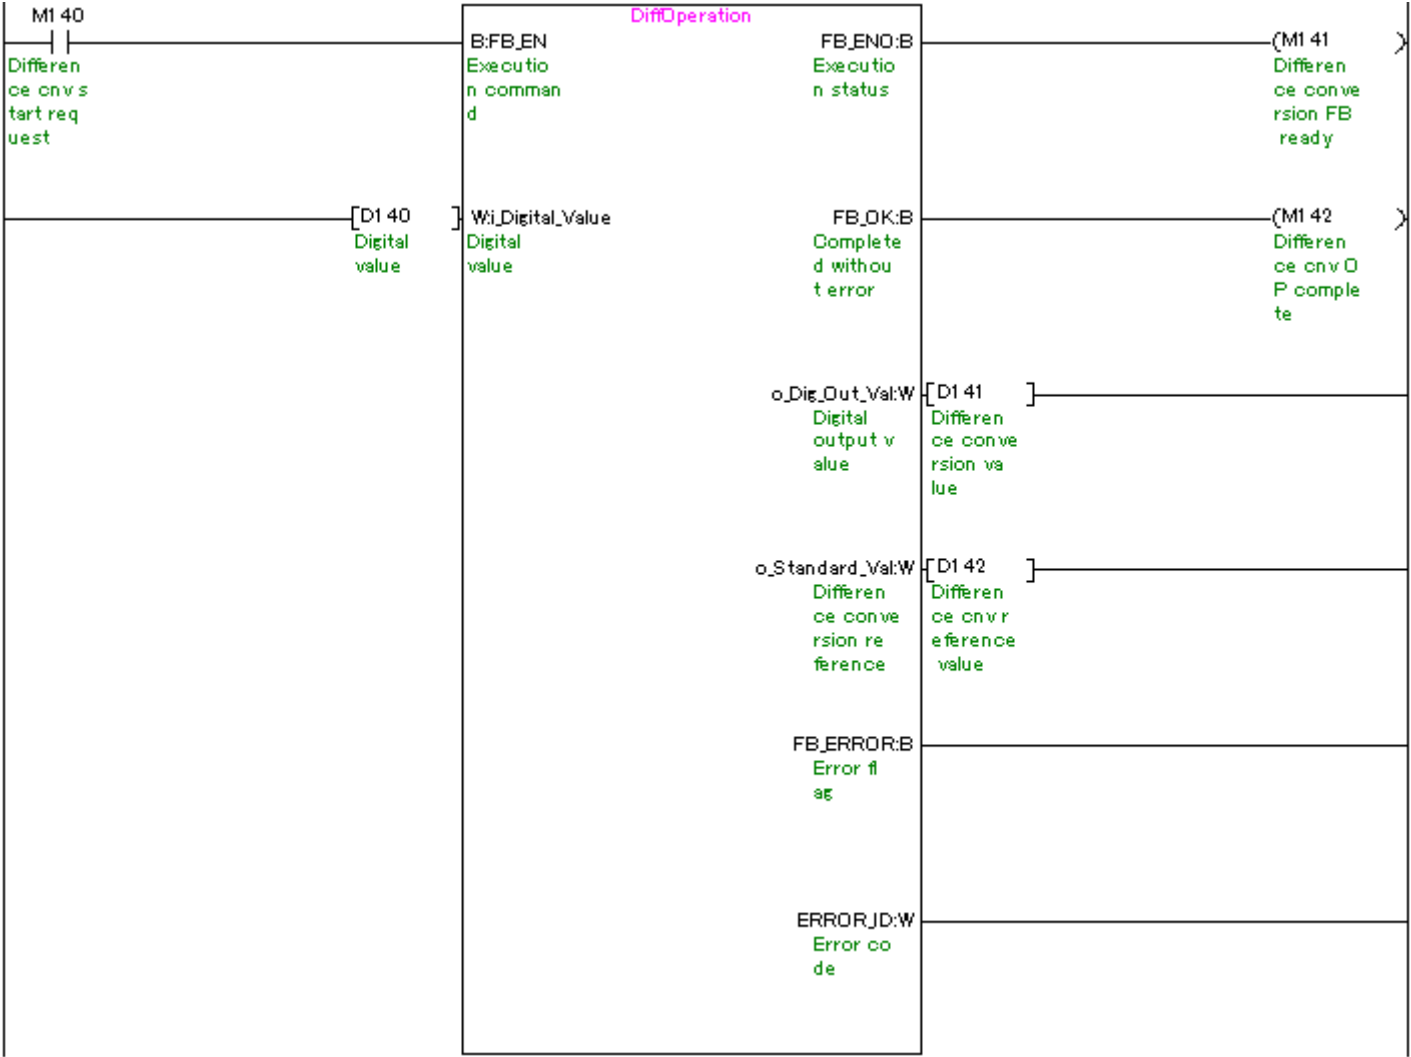 M140
DiffOperation
B:FB_EN
FB_ENO:B
(M141 )
Differen
ce cnv s
tart req
uest
Executio
n comman
d
Executio
n status
Differen
ce conve
rsion FB
ready
[D140 ]
W:i_Digital_Value
FB_OK:B
(M142 )
Digital
value
Digital
value
Complete
d withou
t error
Differen
ce cnv O
P comple
te
o_Dig_Out_Val:W
[D141 ]
Digital
output v
alue
Differen
ce conve
rsion va
lue
o_Standard_Val:W
[D142 ]
Differen
ce conve
rsion re
ference
Differen
ce cnv r
eference
value
FB_ERROR:B
Error fl
ag
ERROR_ID:W
Error co
de